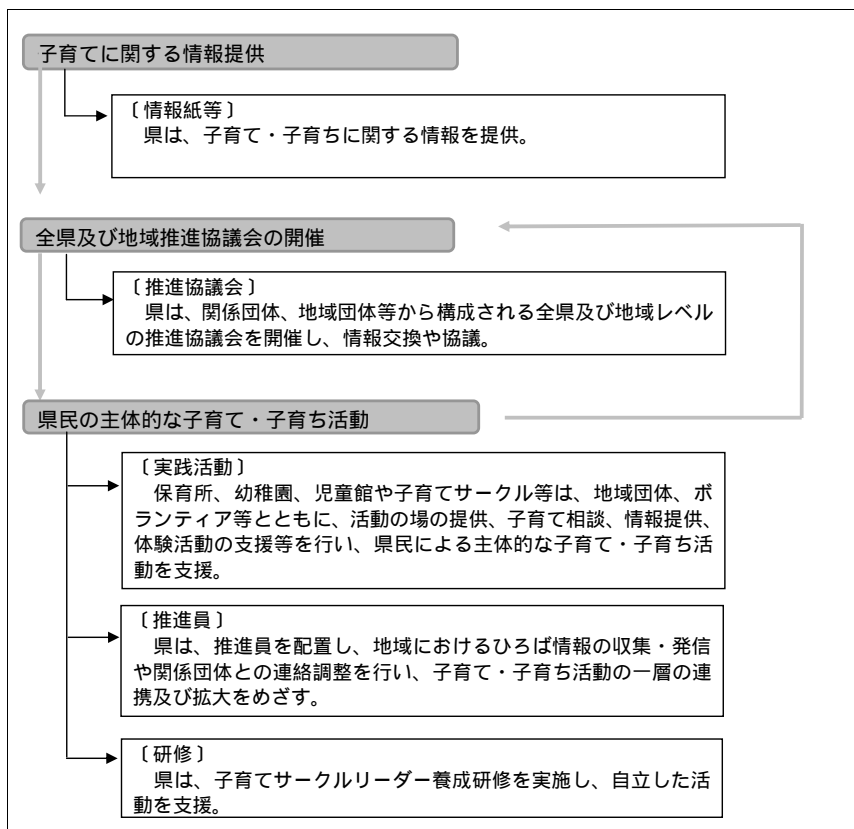 子育てに関する情報提供
〔情報紙等〕
県は、子育て・子育ちに関する情報を提供。
全県及び地域推進協議会の開催
〔推進協議会〕
県は、関係団体、地域団体等から構成される全県及び地域レベル
の推進協議会を開催し、情報交換や協議。
県民の主体的な子育て・子育ち活動
〔実践活動〕
保育所、幼稚園、児童館や子育てサークル等は、地域団体、ボ
ランティア等とともに、活動の場の提供、子育て相談、情報提供、
体験活動の支援等を行い、県民による主体的な子育て・子育ち活
動を支援。
〔推進員〕
県は、推進員を配置し、地域におけるひろば情報の収集・発信
や関係団体との連絡調整を行い、子育て・子育ち活動の一層の連
携及び拡大をめざす。
〔研修〕
県は、子育てサークルリーダー養成研修を実施し、自立した活
動を支援。